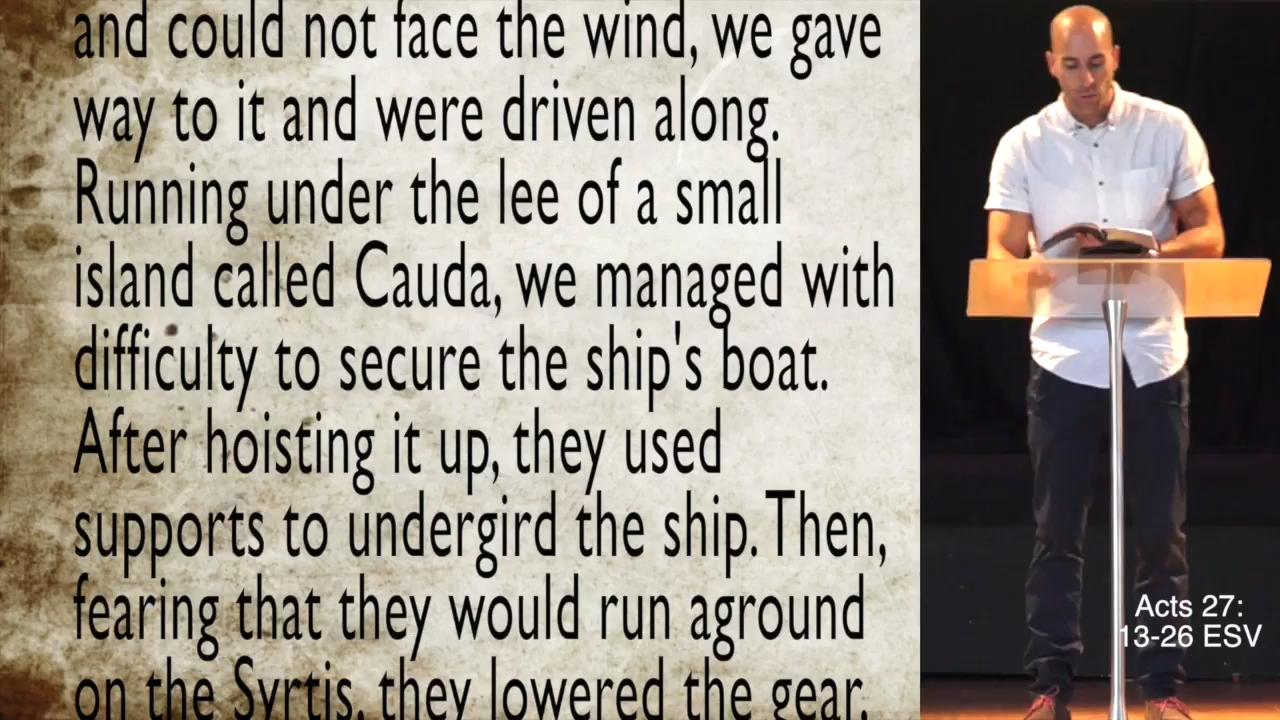 and could not face the wind, we gave
way to it and were driven along.
Running under the lee of a small
island called Cauda, we managed with
difficulty to secure the ship's boat.
After hoisting it up, they used
supports to undergird the ship. Then,
fearing that they would run aground
on the Syrtis, they lowered the gear,
Acts 27:
13-26 ESV